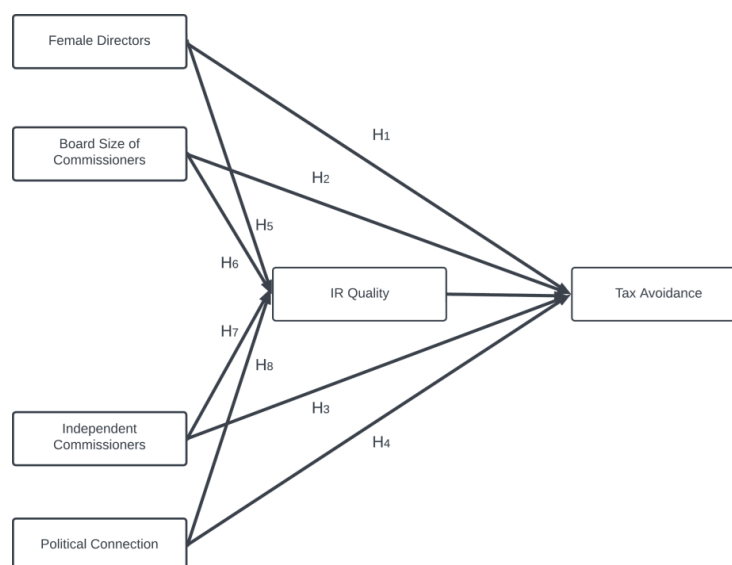 Female Directors
H1
Board Size of
Commissioners
H2
H5
H6
IR Quality
Tax Avoidance
H7
H8
H3
Independent
Commissioners
H4
Political Connection